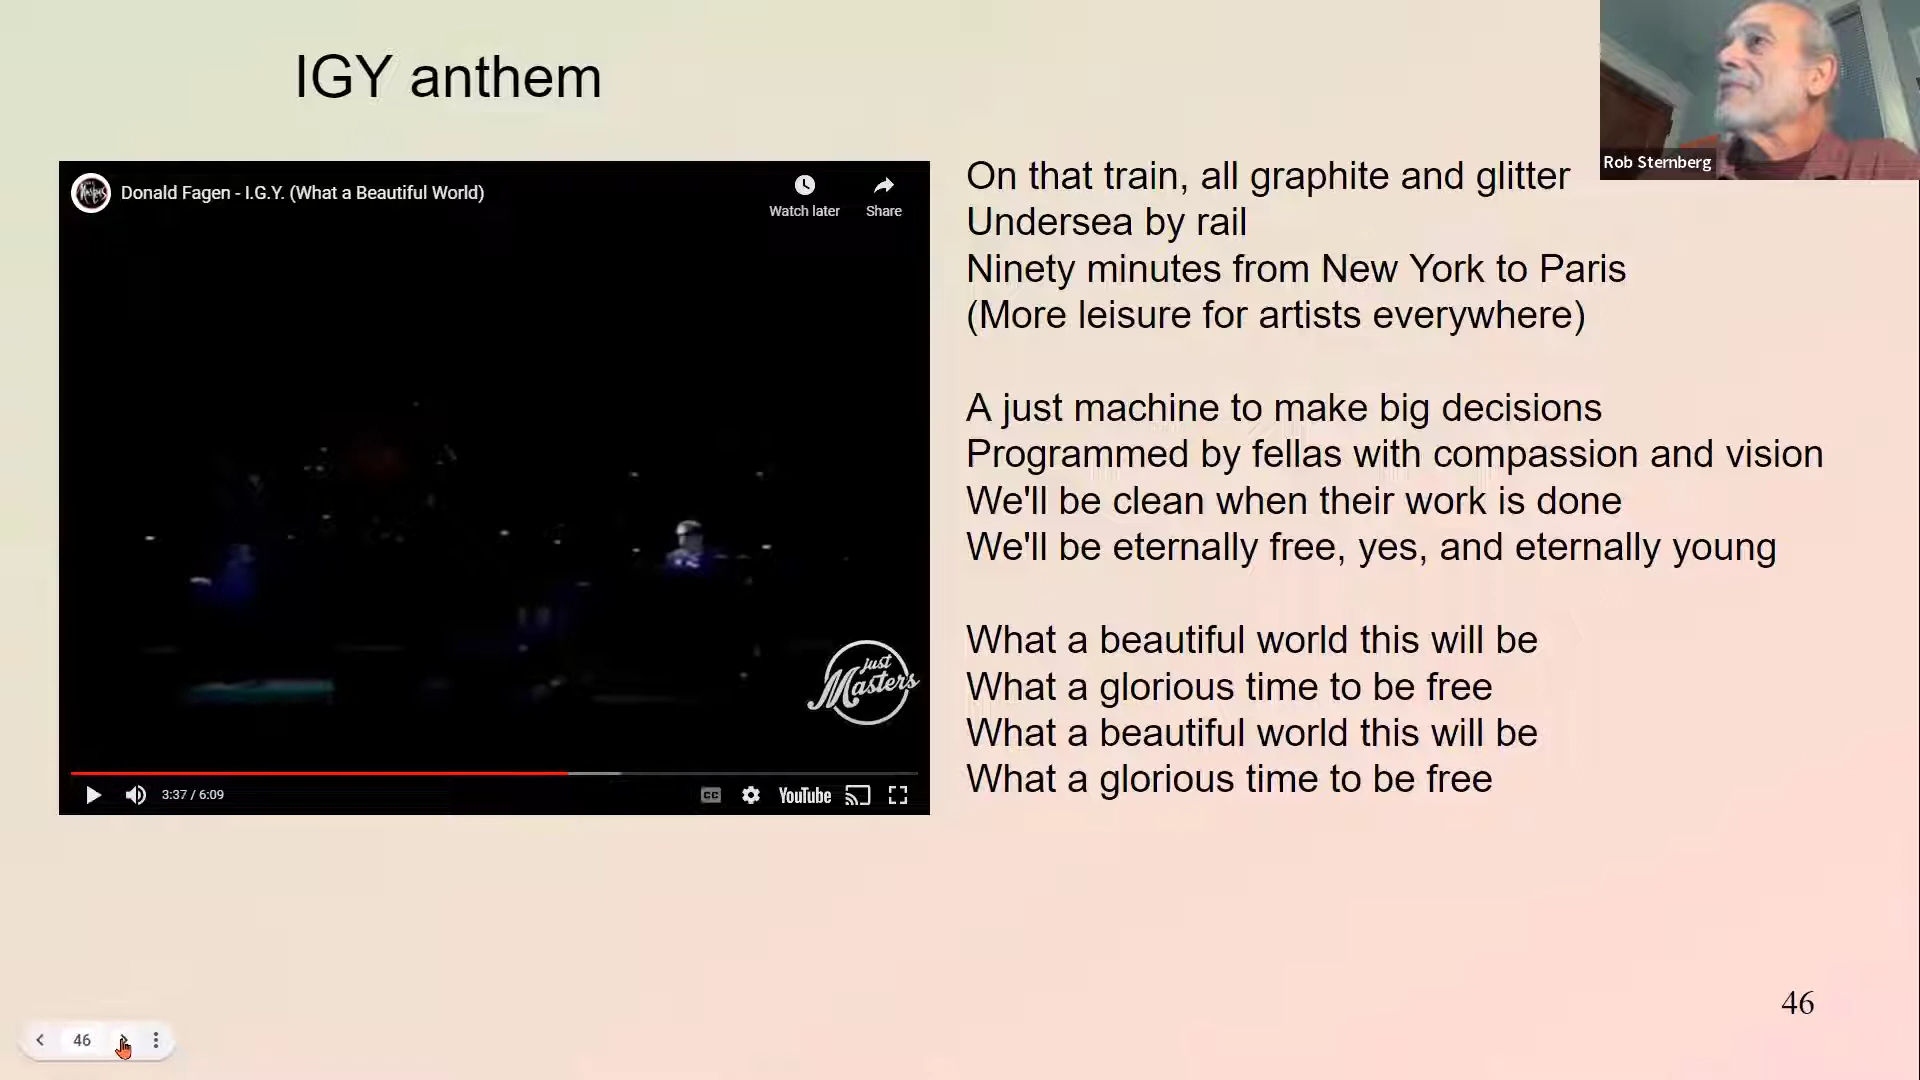 IGY anthem
Donald Fagen - I.G.Y. (What a Beautiful World)
Watch later
Share
Rob Sternberg
On that train, all graphite and glitter
Undersea by rail
Ninety minutes from New York to Paris
(More leisure for artists everywhere)
A just machine to make big decisions
Programmed by fellas with compassion and vision
We'll be clean when their work is done
We'll be eternally free, yes, and eternally young
What a beautiful world this will be
What a glorious time to be free
What a beautiful world this will be
What a glorious time to be free
just
Masters
3:37 / 6:09
CC
YouTube
46
46